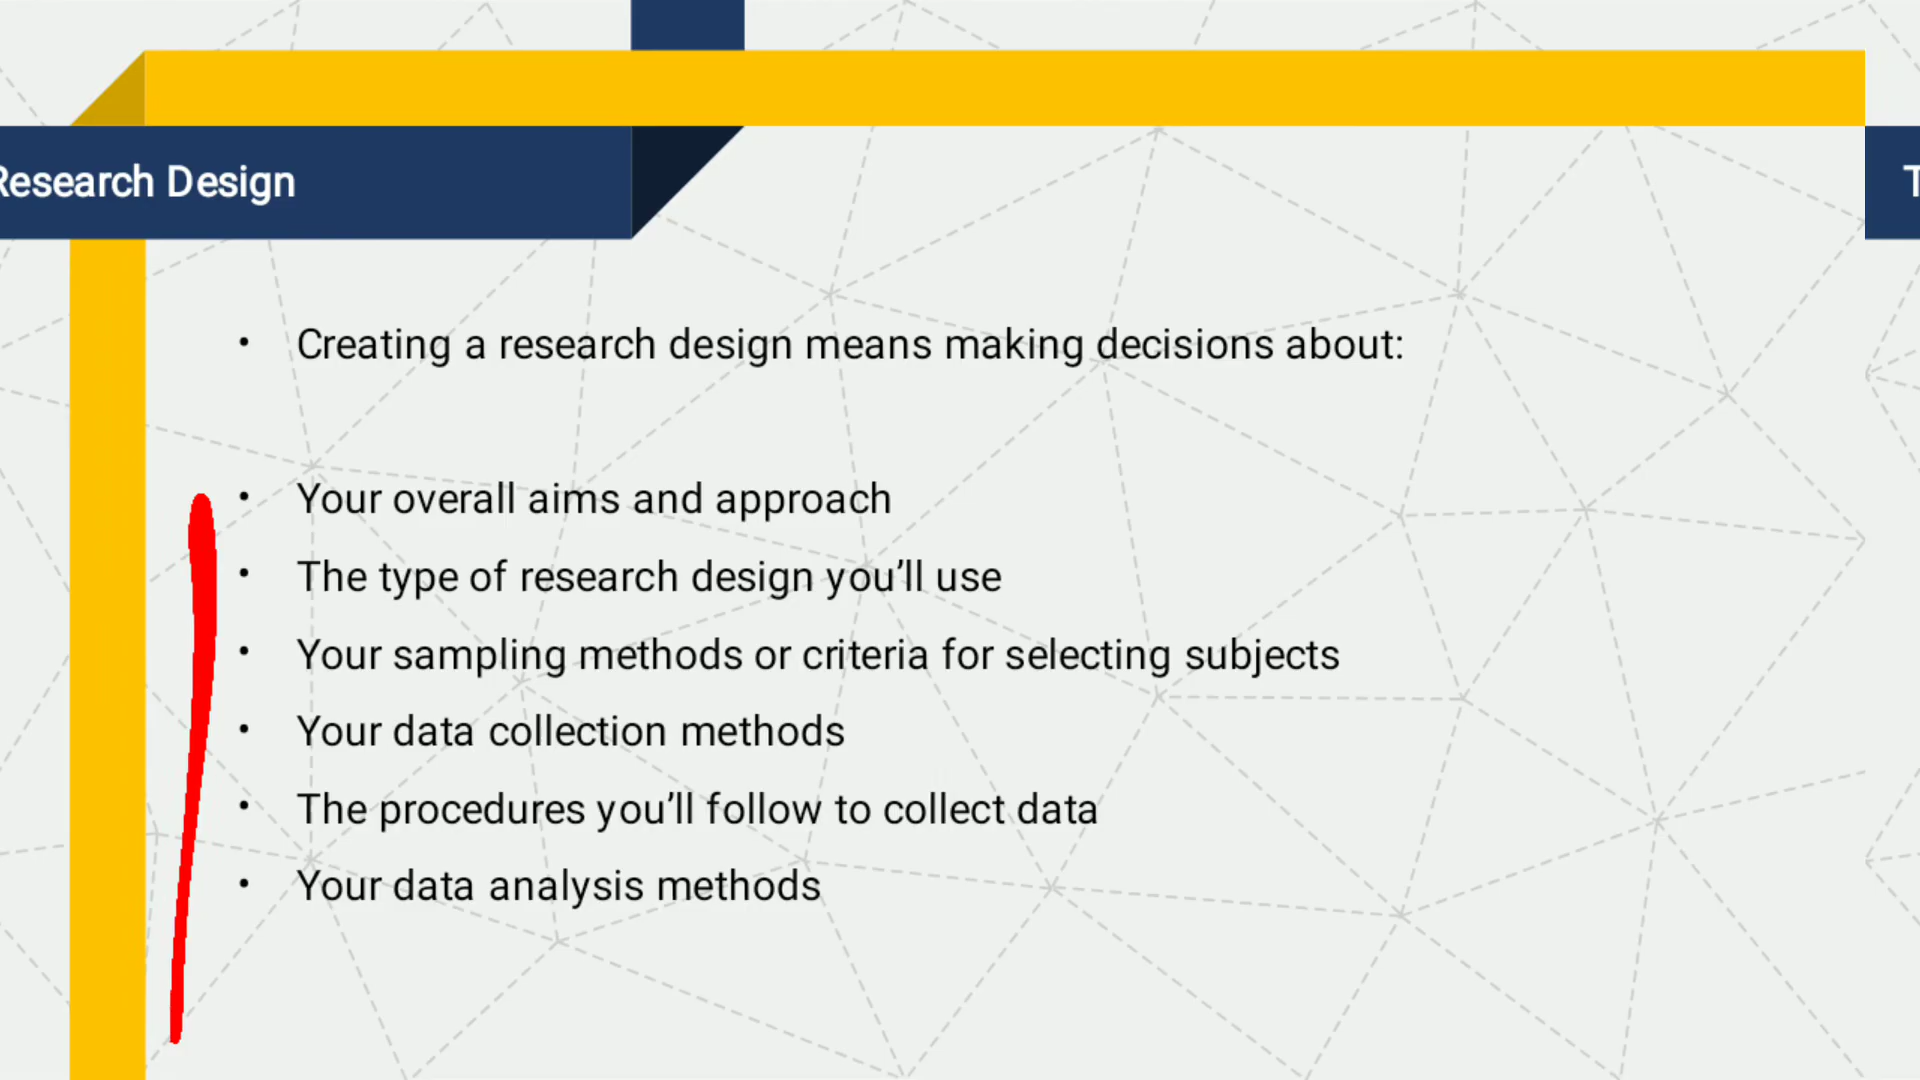 Research Design
T
• Creating a research design means making decisions about:
• Your overall aims and approach
• The type of research design you’ll use
• Your sampling methods or criteria for selecting subjects
• Your data collection methods
• The procedures you’ll follow to collect data
• Your data analysis methods